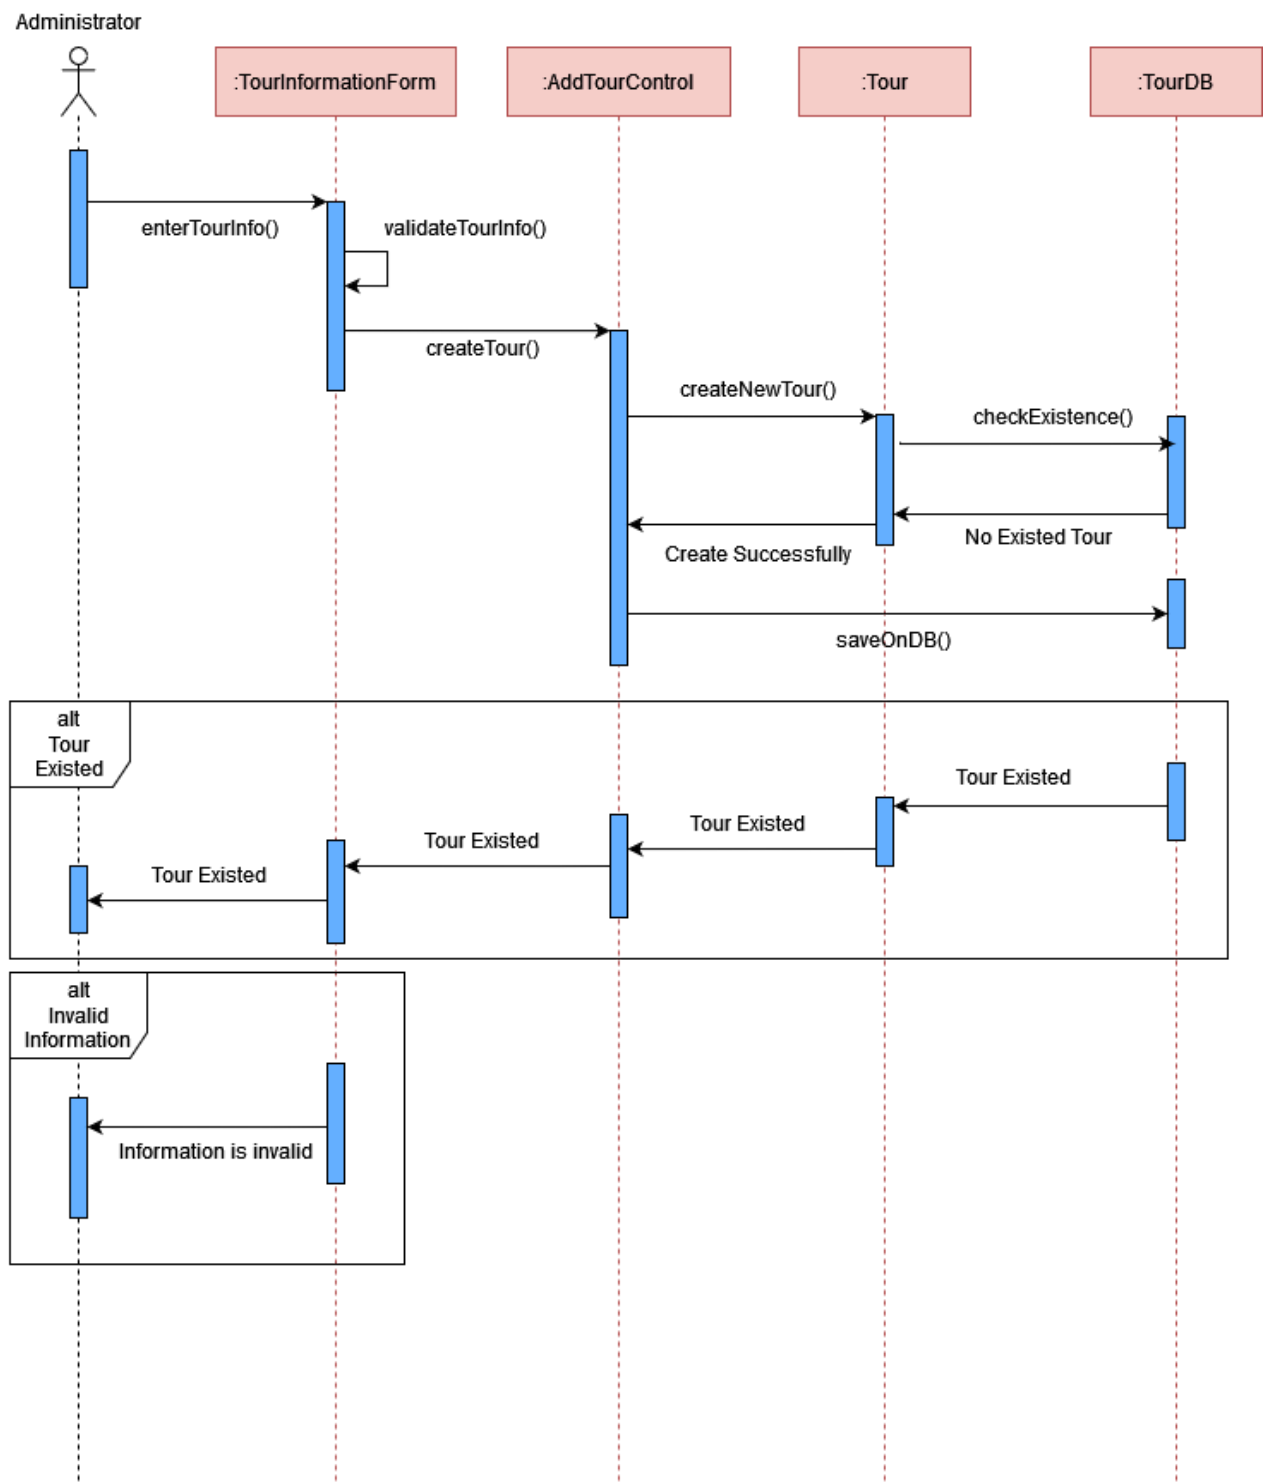 Administrator
:TourInformationForm
:AddTourControl
:Tour
:TourDB
enterTourInfo()
validateTourInfo()
createTour()
createNewTour()
checkExistence()
No Existed Tour
Create Successfully
saveOnDB()
alt
Tour
Existed
Tour Existed
Tour Existed
Tour Existed
Tour Existed
alt
Invalid
Information
Information is invalid